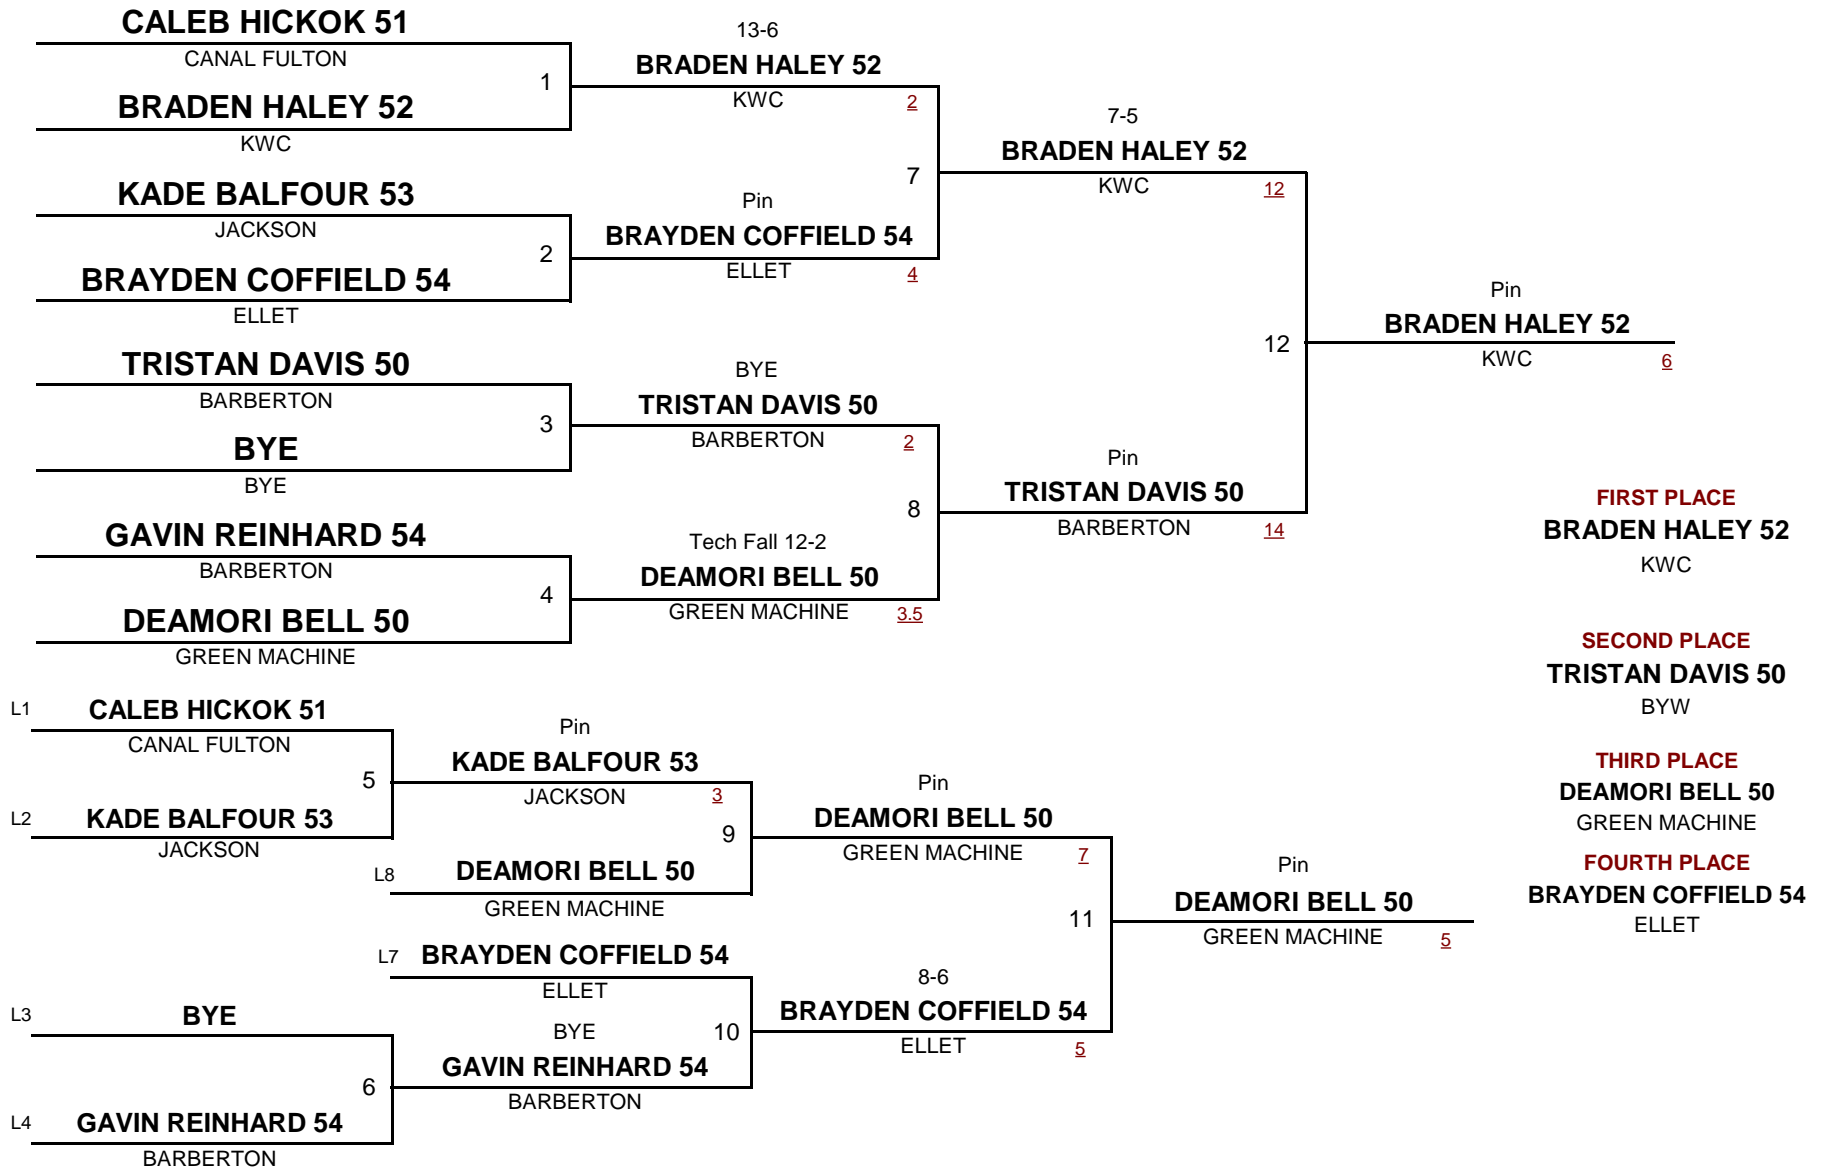 CALEB HICKOK 51
CANAL FULTON
1
BRADEN HALEY 52
KWC
KADE BALFOUR 53
JACKSON
2
BRAYDEN COFFIELD 54
ELLET
TRISTAN DAVIS 50
BARBERTON
3
BYE
BYE
GAVIN REINHARD 54
BARBERTON
4
DEAMORI BELL 50
GREEN MACHINE
13-6
BRADEN HALEY 52
KWC 2
7
Pin
BRAYDEN COFFIELD 54
ELLET 4
BYE
TRISTAN DAVIS 50
BARBERTON 2
8
Tech Fall 12-2
DEAMORI BELL 50
GREEN MACHINE 3.5
7-5
BRADEN HALEY 52
KWC 12
12
Pin
TRISTAN DAVIS 50
BARBERTON 14
Pin
BRADEN HALEY 52
KWC 6
L1 CALEB HICKOK 51
CANAL FULTON
5
L2 KADE BALFOUR 53
JACKSON
Pin
KADE BALFOUR 53
JACKSON 3
9
L8 DEAMORI BELL 50
GREEN MACHINE
L7 BRAYDEN COFFIELD 54
ELLET
L3 BYE
6
L4 GAVIN REINHARD 54
BARBERTON
BYE 10
GAVIN REINHARD 54
BARBERTON
Pin
DEAMORI BELL 50
GREEN MACHINE 7
11
8-6
BRAYDEN COFFIELD 54
ELLET 5
Pin
DEAMORI BELL 50
GREEN MACHINE 5
FIRST PLACE
BRADEN HALEY 52
KWC
SECOND PLACE
TRISTAN DAVIS 50
BYW
THIRD PLACE
DEAMORI BELL 50
GREEN MACHINE
FOURTH PLACE
BRAYDEN COFFIELD 54
ELLET